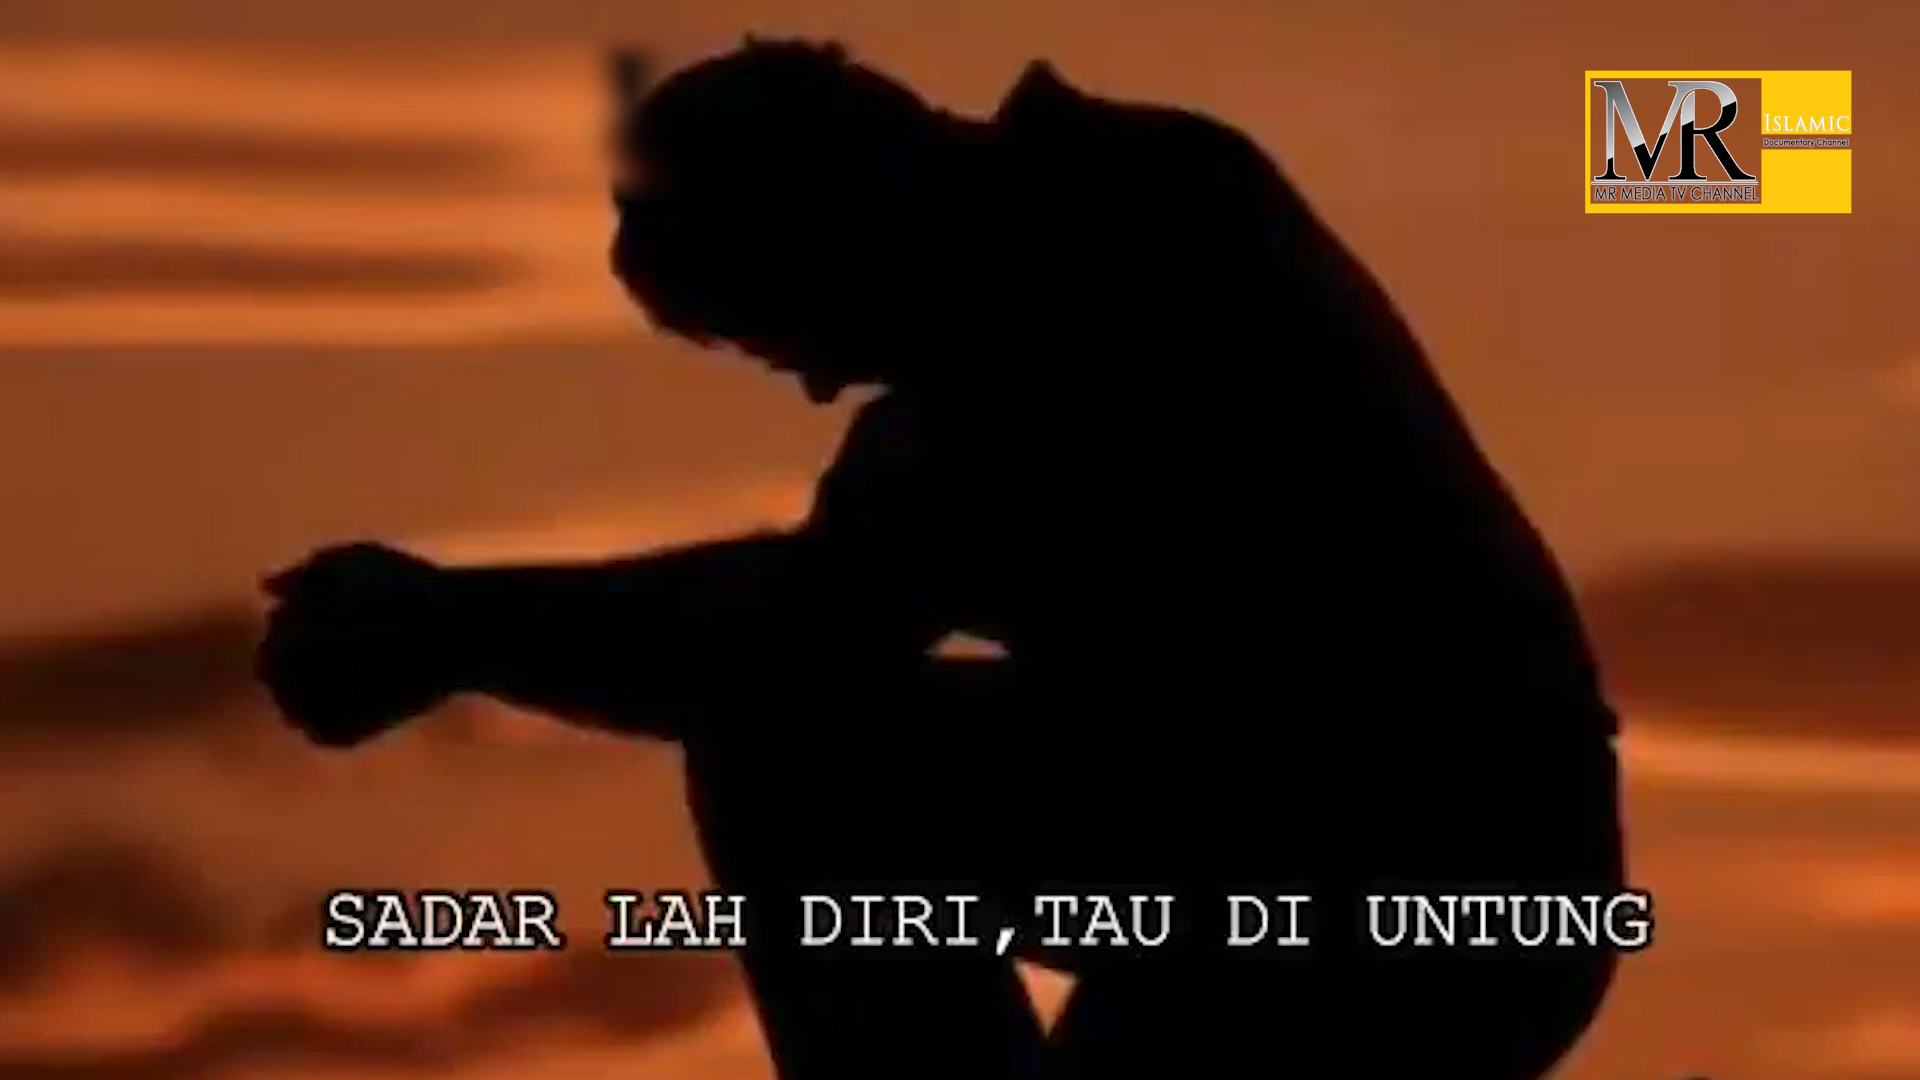 MR
ISLAMIC
Documentary Channel
MR MEDIA TV CHANNEL
SADAR LAH DIRI,TAU DI UNTUNG